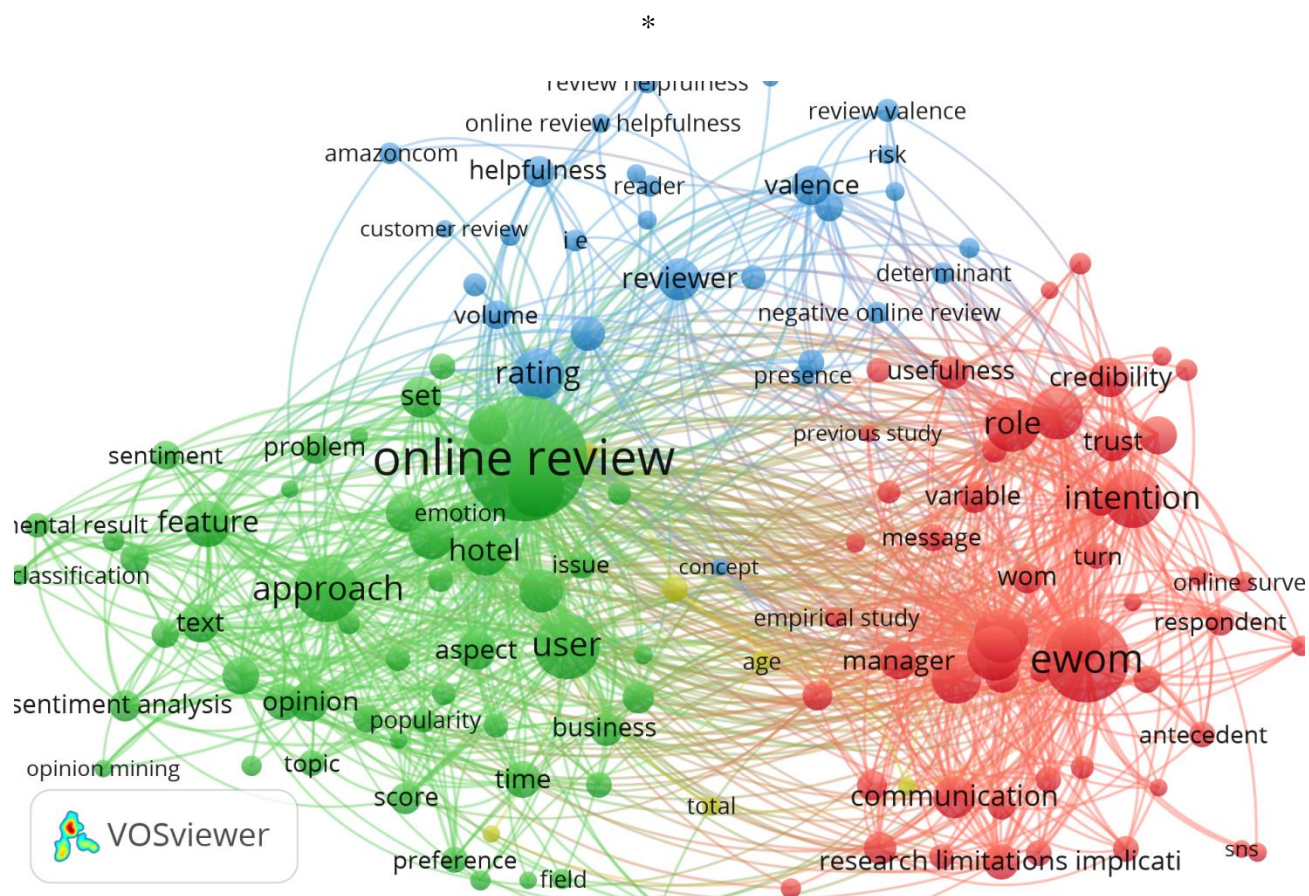 *
review helpfulness
online review helpfulness
review valence
amazoncom
risk
helpfulness
reader
valence
customer review
i e
reviewer
determinant
volume
negative online review
rating
presence
usefulness
credibility
set
role
previous study
trust
problem
sentiment
online review
variable
intention
mental result
feature
emotion
message
hotel
issue
concept
turn
classification
approach
wom
online surve
text
empirical study
respondent
user
aspect
age
manager
ewom
sentiment analysis
opinion
popularity
business
antecedent
opinion mining
topic
time
score
total
communication
VOSviewer
preference
field
research limitations implicati
sns